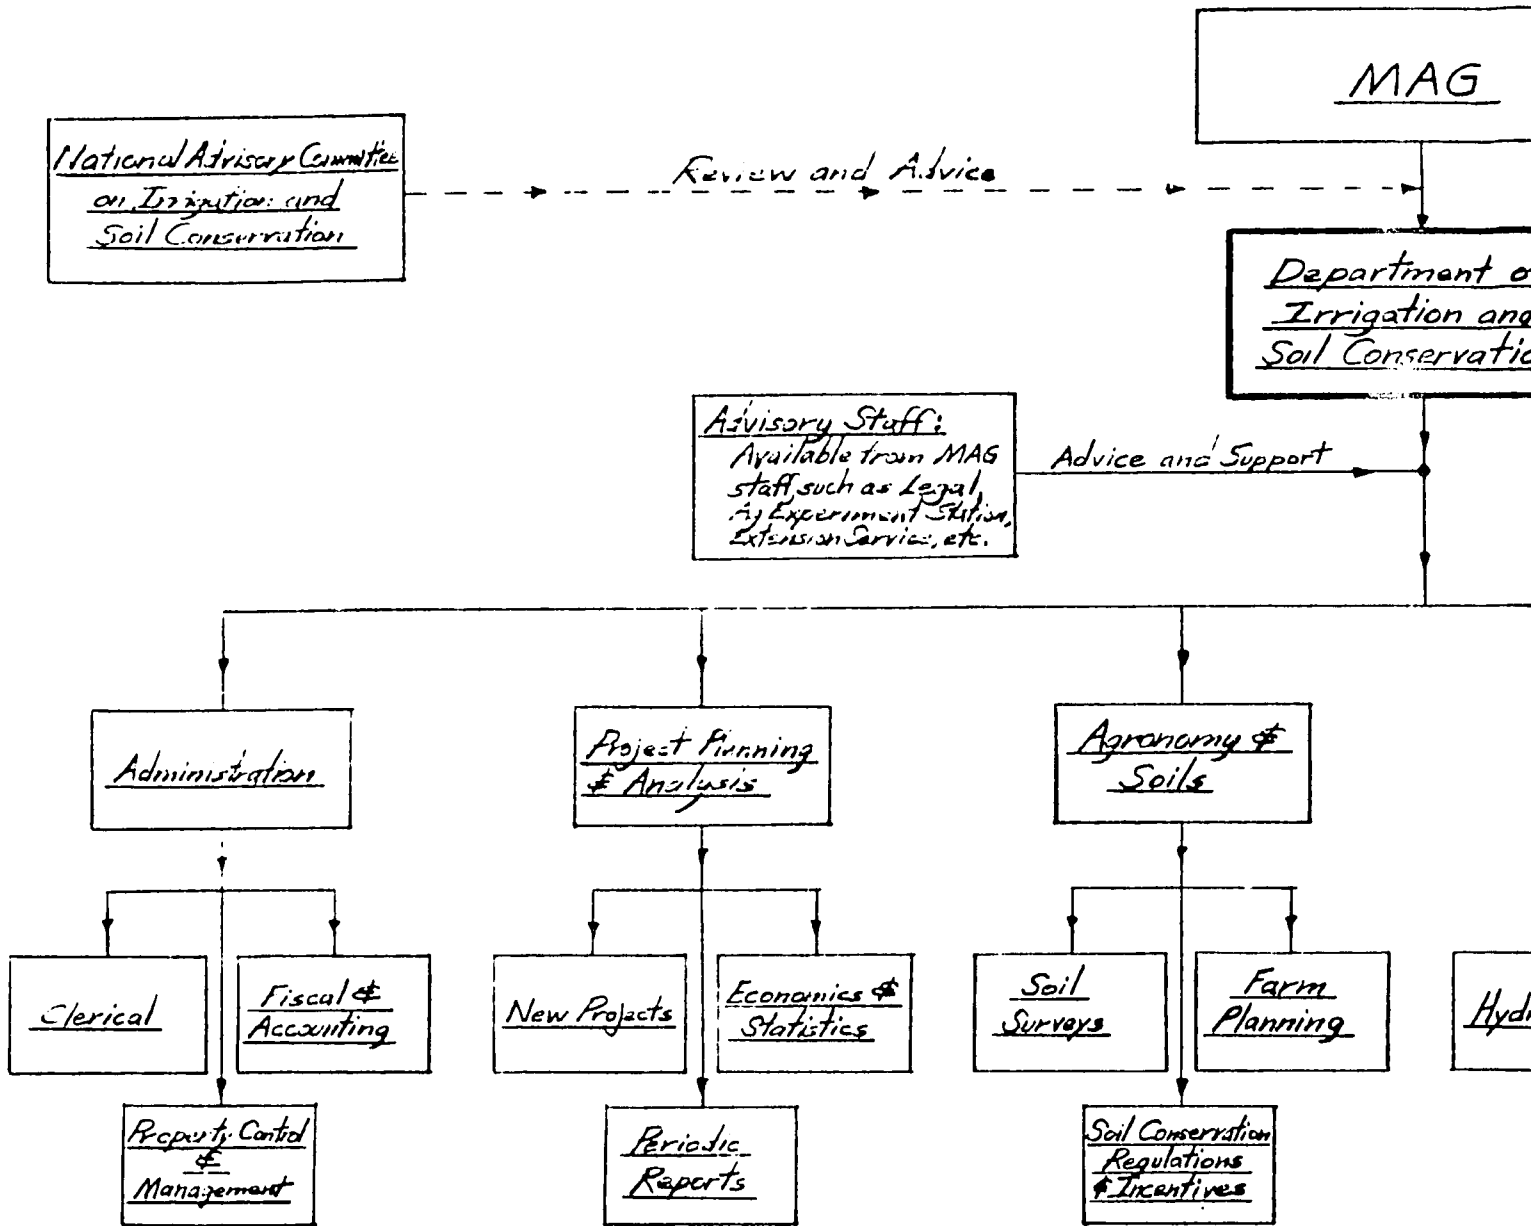 MAG
National Advisory Committee
on Irrigation and
Soil Conservation
Review and Advice
Department o
Irrigation and
Soil Conservatio
Advisory Staff:
Available from MAG
staff, such as Legal,
Ag Experiment Station,
Extension Service, etc.
Advice and Support
Administration
Project Planning
& Analysis
Agronomy &
Soils
Clerical
Fiscal &
Accounting
New Projects
Economics &
Statistics
Soil
Surveys
Farm
Planning
Hydr
Property Control
&
Management
Periodic
Reports
Soil Conservation
Regulations
& Incentives